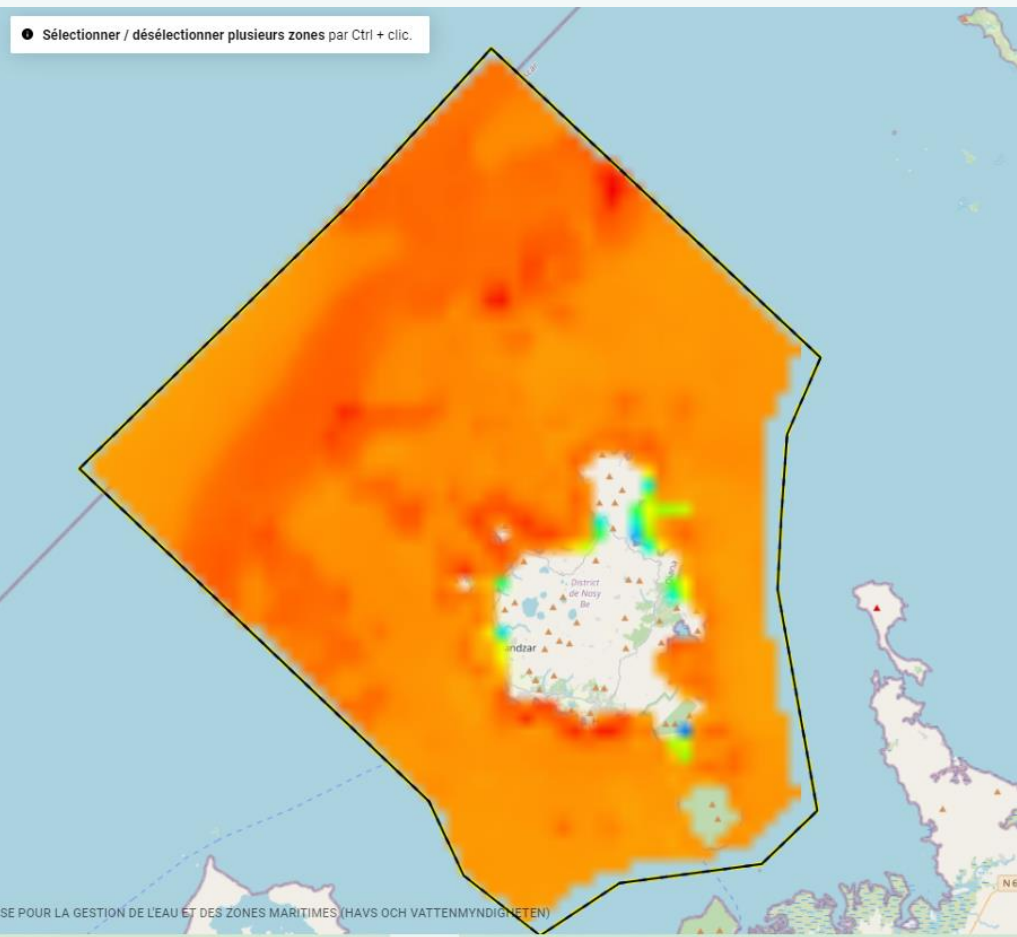 Sélectionner / désélectionner plusieurs zones par Ctrl + clic.
District
de Nosy
Be
andzar
N6
SE POUR LA GESTION DE L'EAU ET DES ZONES MARITIMES (HAVS OCH VATTENMYNDIGHETEN)